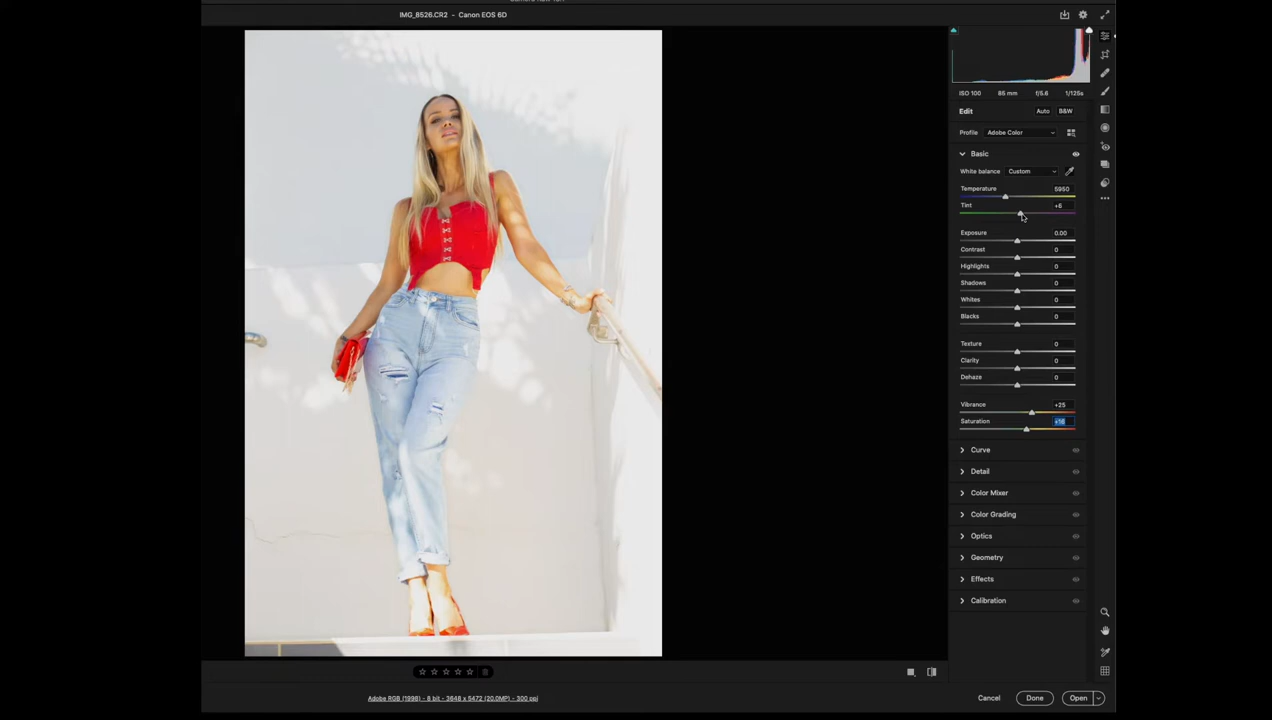 IMG_8526.CR2 - Canon EOS 6D
ISO 100 85 mm f/5.6 1/125s
Edit Auto B&W
Profile Adobe Color
Basic
White balance Custom
Temperature 5950
Tint +6
Exposure 0.00
Contrast 0
Highlights 0
Shadows 0
Whites 0
Blacks 0
Texture 0
Clarity 0
Dehaze 0
Vibrance +25
Saturation +16
Curve
Detail
Color Mixer
Color Grading
Optics
Geometry
Effects
Calibration
Adobe RGB (1998) - 8 bit - 3648 x 5472 (20.0MP) - 300 ppi
Cancel Done Open